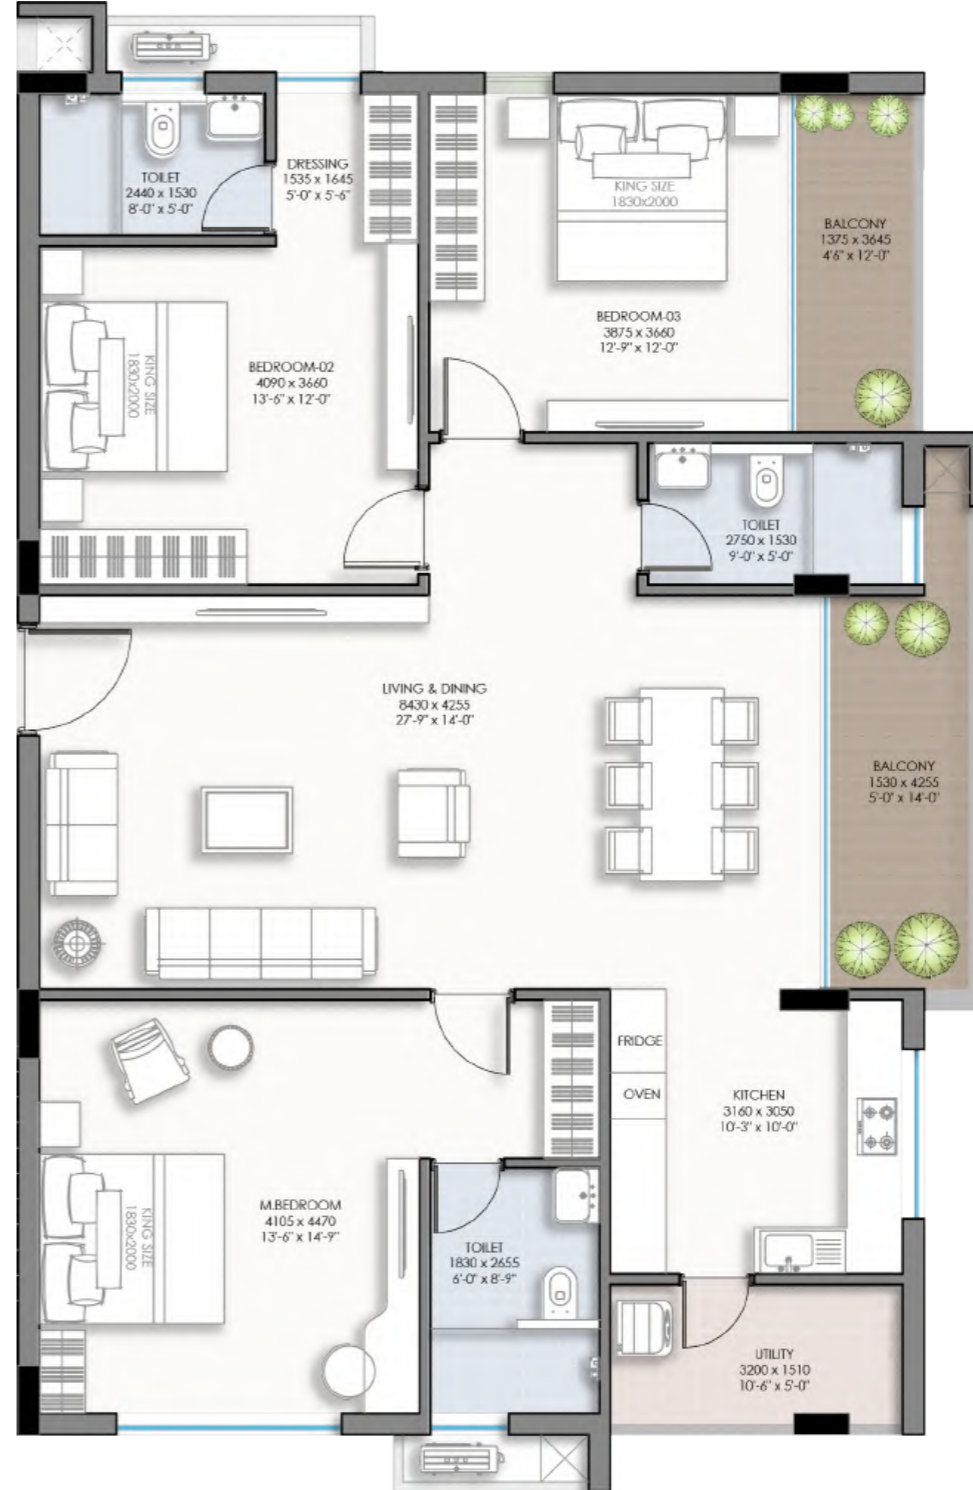 TOILET
2440 x 1530
8'-0" x 5'-0"
DRESSING
1535 x 1645
5'-0" x 5'-6"
KING SIZE
1830x2000
BALCONY
1375 x 3645
4'6" x 12'-0"
BEDROOM-03
3875 x 3660
12'-9" x 12'-0"
KING SIZE
1830x2000
BEDROOM-02
4090 x 3660
13'-6" x 12'-0"
TOILET
2750 x 1530
9'-0" x 5'-0"
LIVING & DINING
8430 x 4255
27'-9" x 14'-0"
BALCONY
1530 x 4255
5'-0" x 14'-0"
FRIDGE
OVEN
KITCHEN
3160 x 3050
10'-3" x 10'-0"
KING SIZE
1830x2000
M.BEDROOM
4105 x 4470
13'-6" x 14'-9"
TOILET
1830 x 2655
6'-0" x 8'-9"
UTILITY
3200 x 1510
10'-6" x 5'-0"